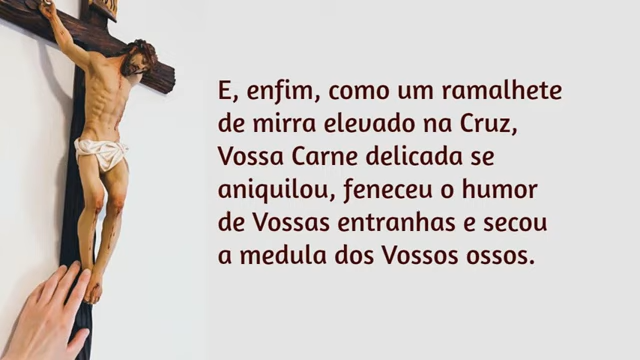 E, enfim, como um ramalhete
de mirra elevado na Cruz,
Vossa Carne delicada se
aniquilou, feneceu o humor
de Vossas entranhas e secou
a medula dos Vossos ossos.